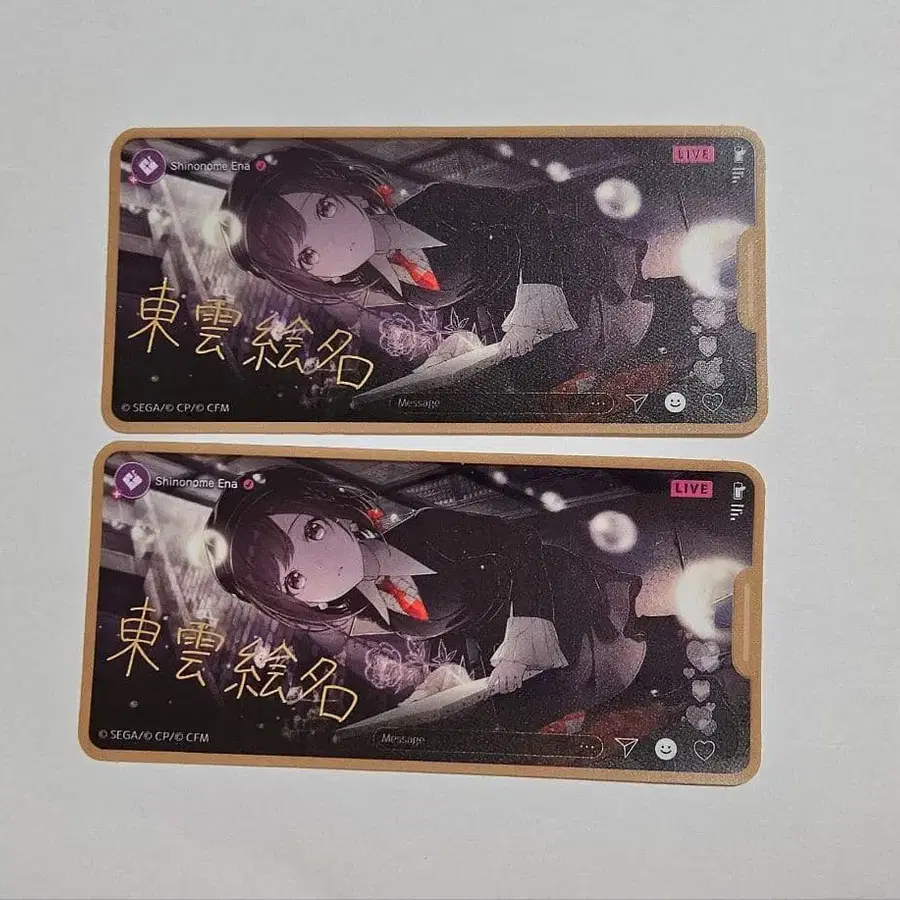 Shinonome Ena
LIVE
東雲絵名
Message
© SEGA/© CP/© CFM
Shinonome Ena
LIVE
東雲絵名
Message
© SEGA/© CP/© CFM